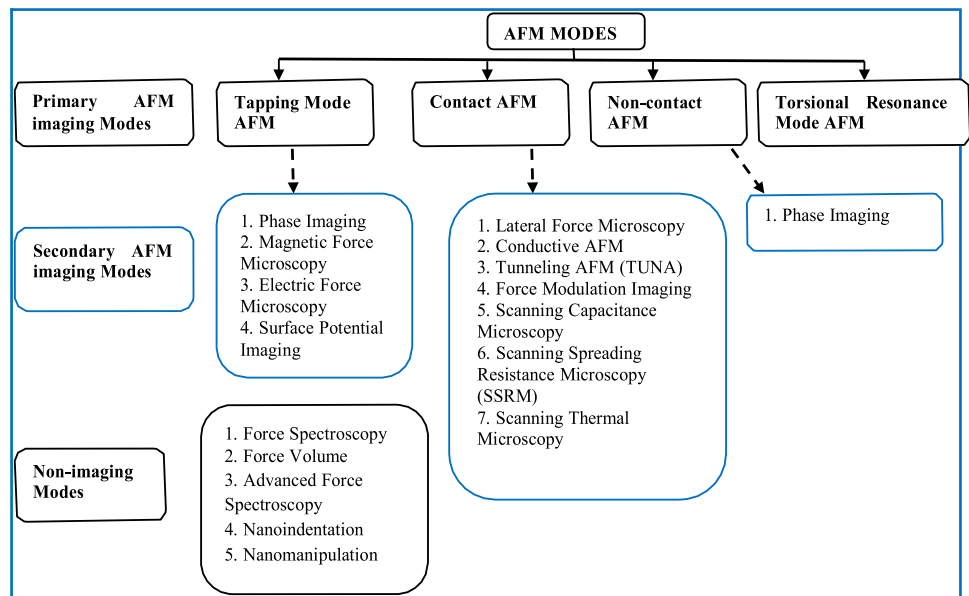 AFM MODES
Primary AFM
imaging Modes
Tapping Mode
AFM
Contact AFM
Non-contact
AFM
Torsional Resonance
Mode AFM
Secondary AFM
imaging Modes
1. Phase Imaging
2. Magnetic Force
Microscopy
3. Electric Force
Microscopy
4. Surface Potential
Imaging
1. Lateral Force Microscopy
2. Conductive AFM
3. Tunneling AFM (TUNA)
4. Force Modulation Imaging
5. Scanning Capacitance
Microscopy
6. Scanning Spreading
Resistance Microscopy
(SSRM)
7. Scanning Thermal
Microscopy
1. Phase Imaging
Non-imaging
Modes
1. Force Spectroscopy
2. Force Volume
3. Advanced Force
Spectroscopy
4. Nanoindentation
5. Nanomanipulation